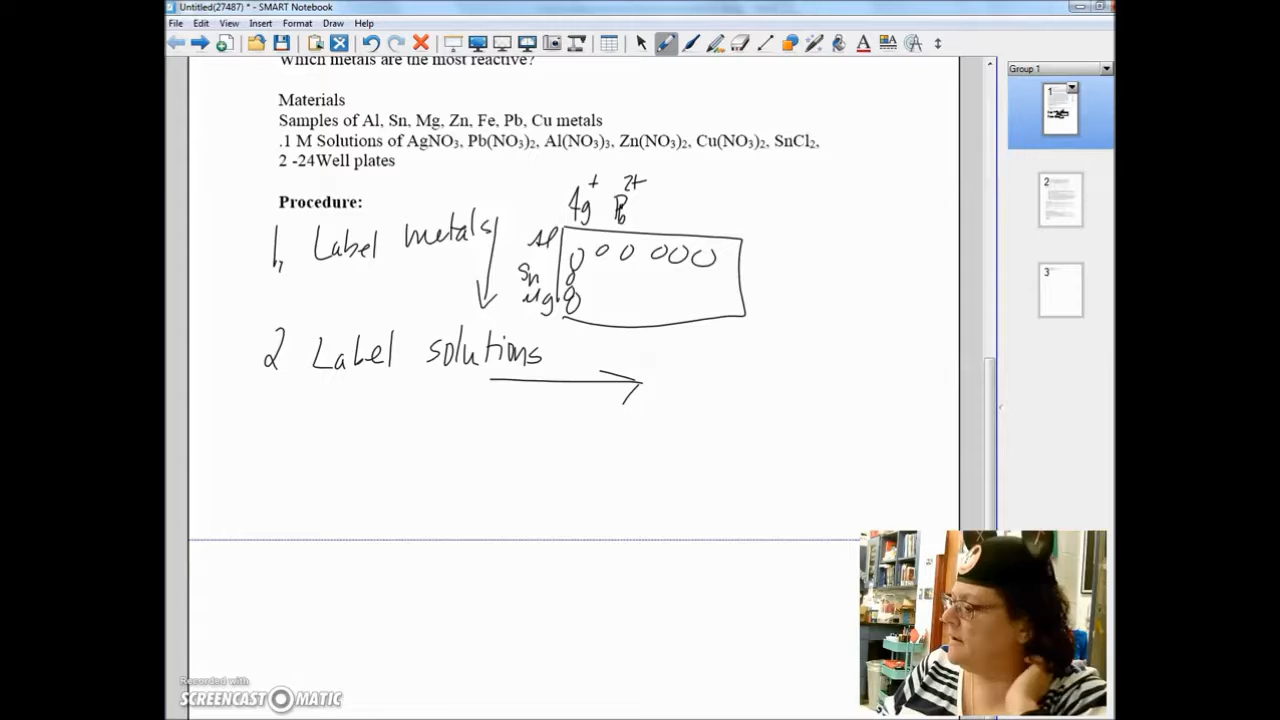 Untitled(27487) * - SMART Notebook
File Edit View Insert Format Draw Help
Group 1
Which metals are the most reactive?
Materials
Samples of Al, Sn, Mg, Zn, Fe, Pb, Cu metals
.1 M Solutions of AgNO₃, Pb(NO₃)₂, Al(NO₃)₃, Zn(NO₃)₂, Cu(NO₃)₂, SnCl₂,
2 -24Well plates
Procedure:
Ag⁺ Pb²⁺
1, Label metals
Al
Sn
Mg
2 Label solutions
1
2
3
Recorded with
SCREENCAST-O-MATIC